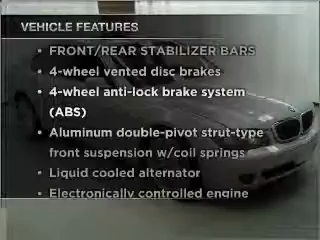 VEHICLE FEATURES
• FRONT/REAR STABILIZER BARS
• 4-wheel vented disc brakes
• 4-wheel anti-lock brake system
(ABS)
• Aluminum double-pivot strut-type
front suspension w/coil springs
• Liquid cooled alternator
• Electronically controlled engine